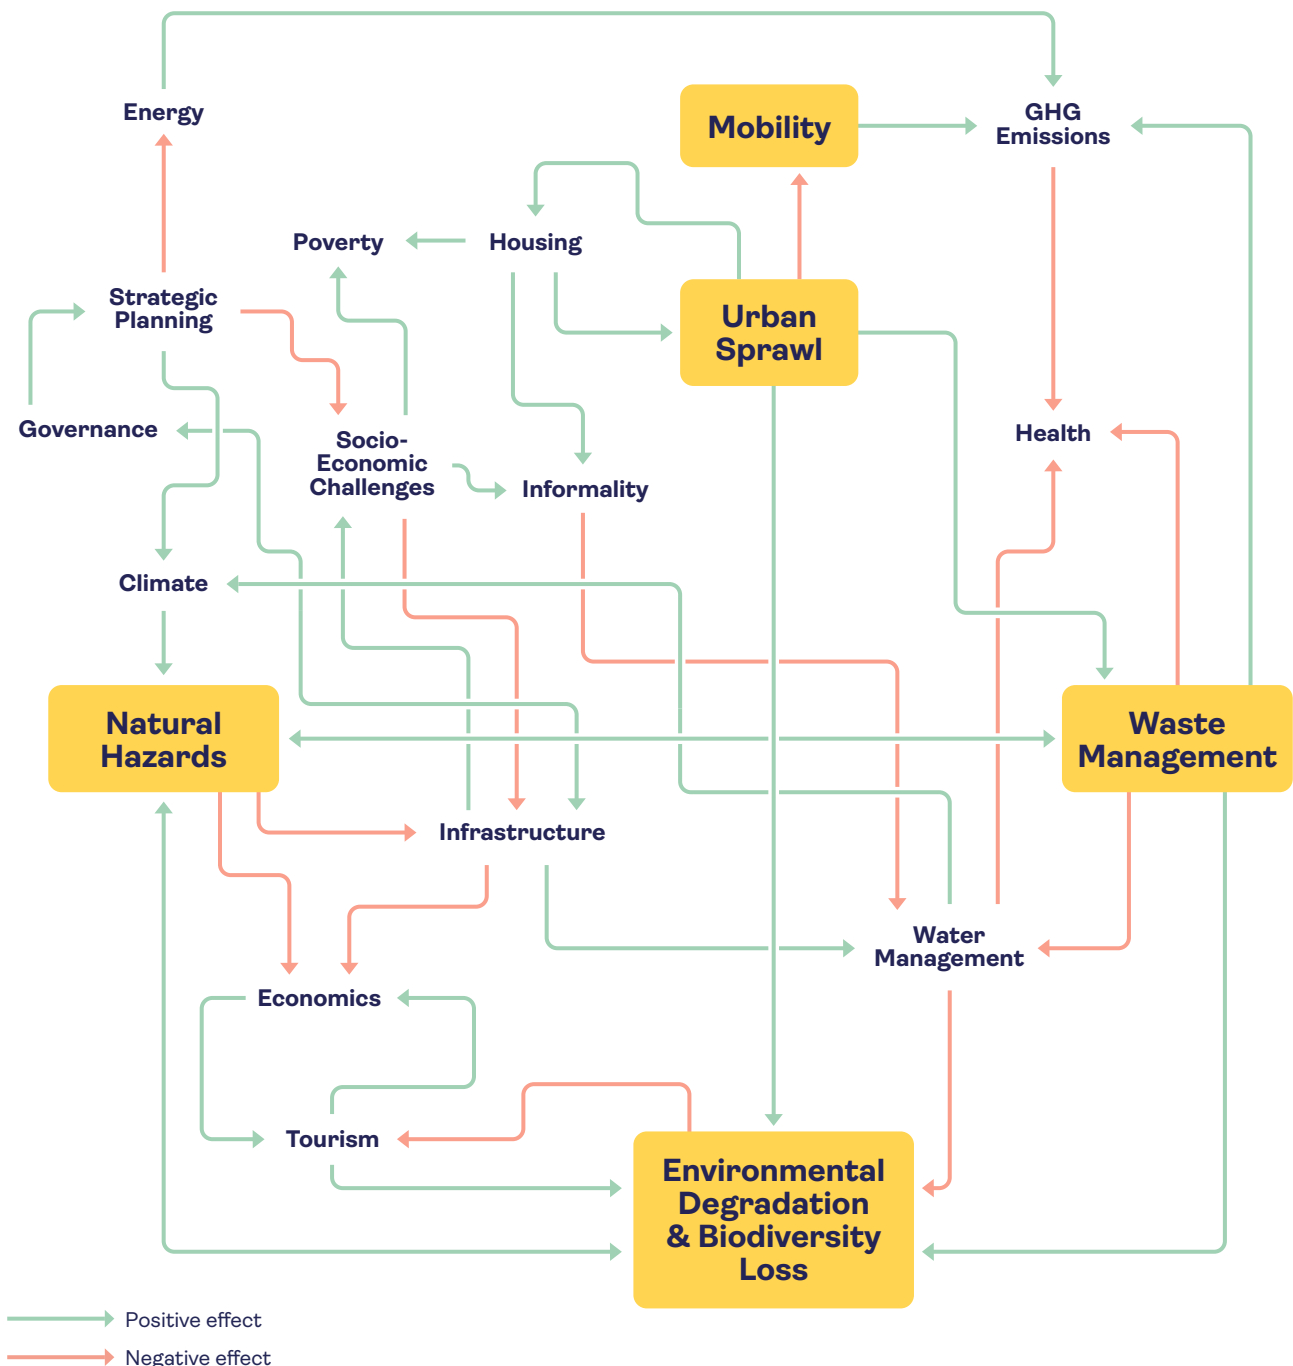 Energy
Mobility
GHG
Emissions
Poverty
Housing
Strategic
Planning
Urban
Sprawl
Governance
Socio-
Economic
Challenges
Informality
Health
Climate
Natural
Hazards
Waste
Management
Infrastructure
Water
Management
Economics
Tourism
Environmental
Degradation
& Biodiversity
Loss
Positive effect
Negative effect